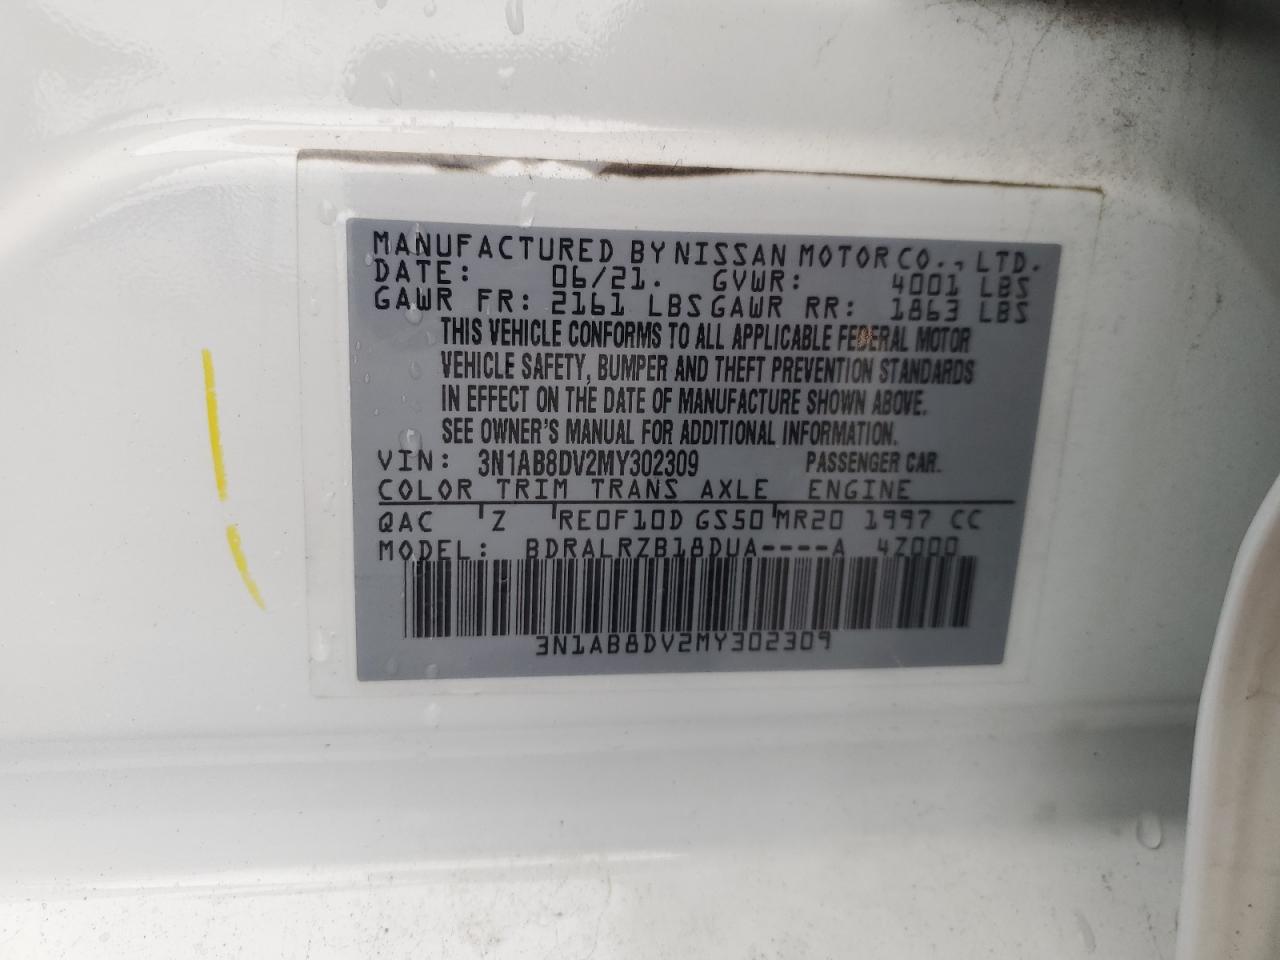 MANUFACTURED BY NISSAN MOTOR CO., LTD.
DATE: 06/21. GVWR: 4001 LBS
GAWR FR: 2161 LBS GAWR RR: 1863 LBS
THIS VEHICLE CONFORMS TO ALL APPLICABLE FEDERAL MOTOR
VEHICLE SAFETY, BUMPER AND THEFT PREVENTION STANDARDS
IN EFFECT ON THE DATE OF MANUFACTURE SHOWN ABOVE.
SEE OWNER'S MANUAL FOR ADDITIONAL INFORMATION.
VIN: 3N1AB8DV2MY302309 PASSENGER CAR.
COLOR TRIM TRANS AXLE ENGINE
QAC Z RE0F10D GS50 MR20 1997 CC
MODEL: BDRALRZB18DUA----A 4Z000
3N1AB8DV2MY302309